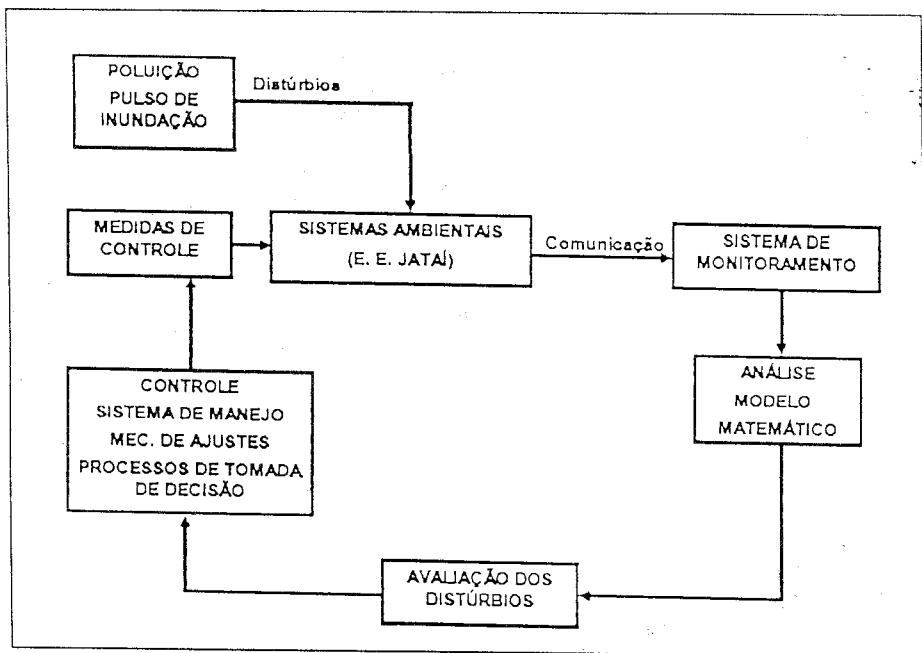 POLUIÇÃO
PULSO DE
INUNDAÇÃO
Distúrbios
MEDIDAS DE
CONTROLE
SISTEMAS AMBIENTAIS
(E. E. JATAÍ)
Comunicação
SISTEMA DE
MONITORAMENTO
ANÁLISE
MODELO
MATEMÁTICO
CONTROLE
SISTEMA DE MANEJO
MEC. DE AJUSTES
PROCESSOS DE TOMADA
DE DECISÃO
AVALIAÇÃO DOS
DISTÚRBIOS